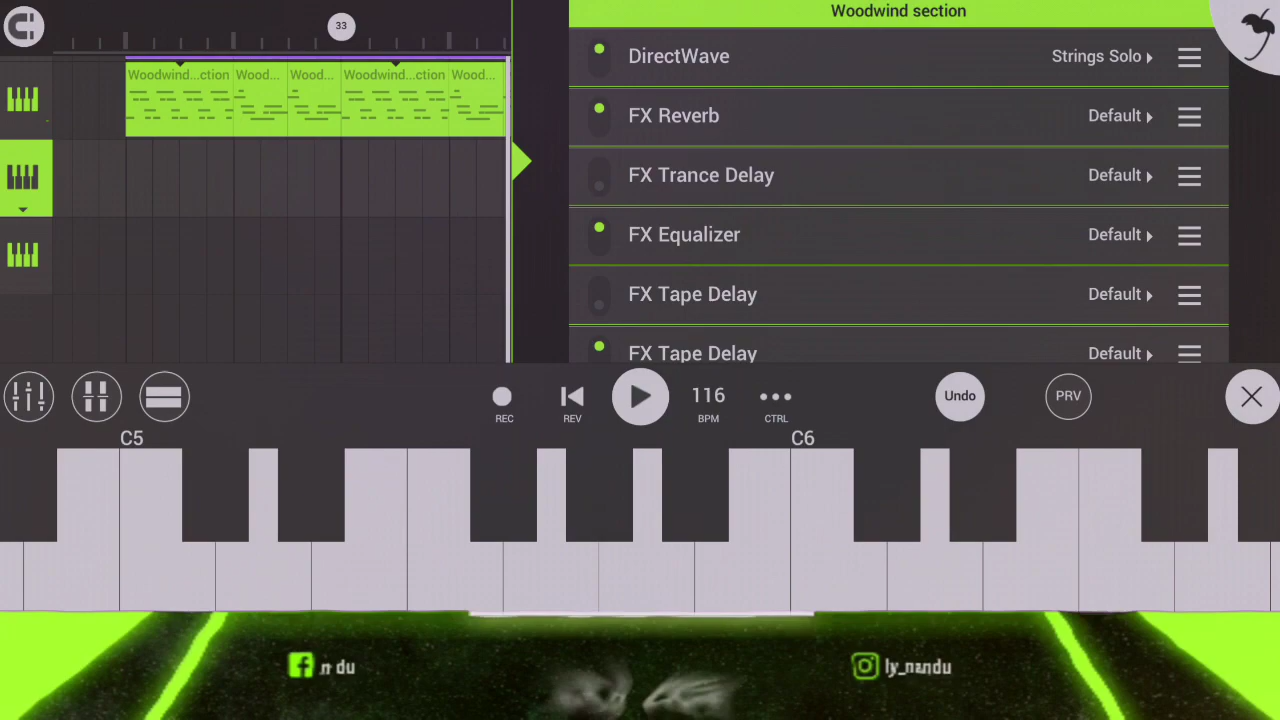 Woodwind section
33
Woodwind...ction Wood... Wood... Woodwind...ction Wood...
DirectWave Strings Solo
FX Reverb Default
FX Trance Delay Default
FX Equalizer Default
FX Tape Delay Default
FX Tape Delay Default
REC REV 116 BPM CTRL Undo PRV
C5 C6
du
ly_nandu